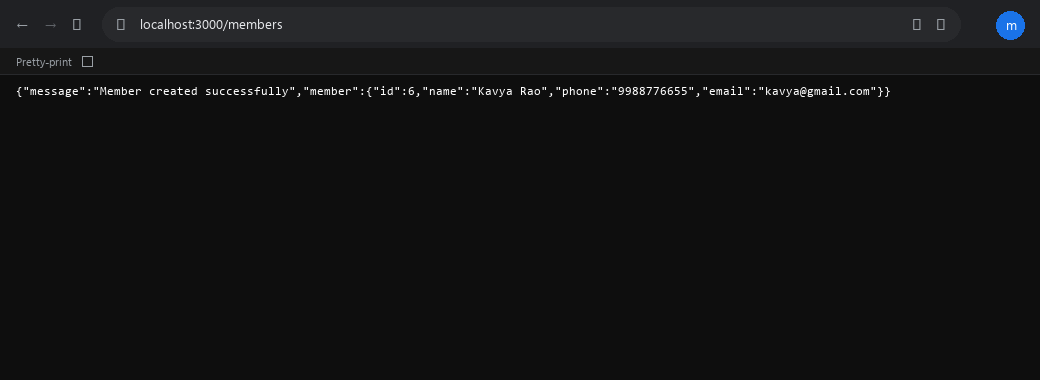 localhost:3000/members
m
Pretty-print
{"message":"Member created successfully","member":{"id":6,"name":"Kavya Rao","phone":"9988776655","email":"kavya@gmail.com"}}